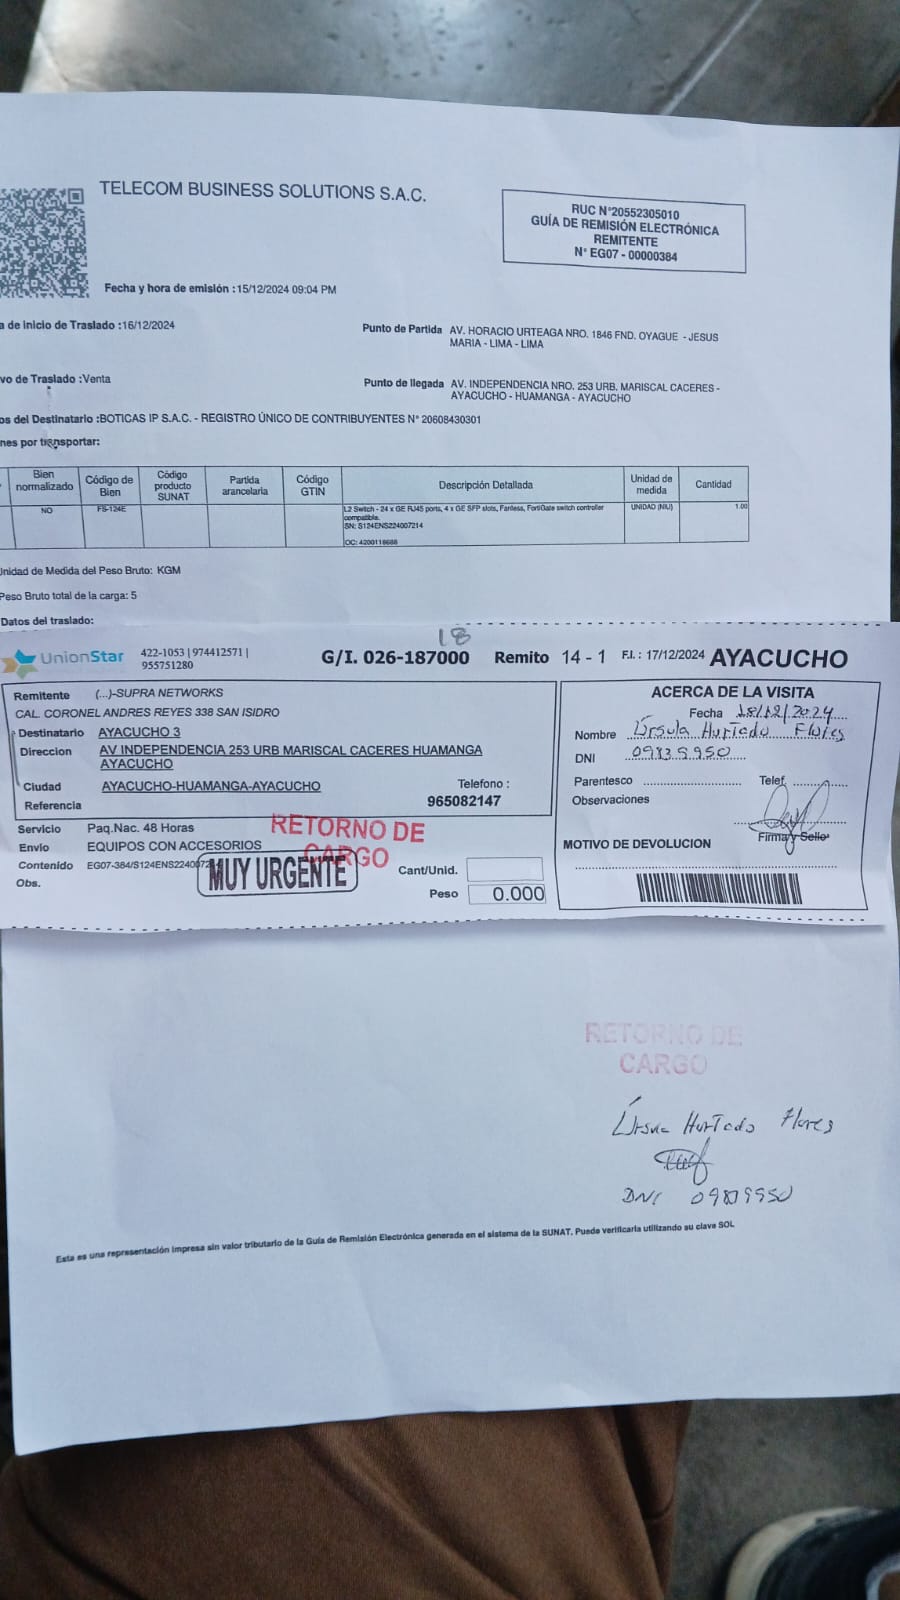 TELECOM BUSINESS SOLUTIONS S.A.C.
RUC N°20552305010
GUÍA DE REMISIÓN ELECTRÓNICA
REMITENTE
N° EG07 - 00000384
Fecha y hora de emisión :15/12/2024 09:04 PM
a de inicio de Traslado :16/12/2024
Punto de Partida AV. HORACIO URTEAGA NRO. 1846 FND. OYAGUE - JESUS
MARIA - LIMA - LIMA
vo de Traslado :Venta
Punto de llegada AV. INDEPENDENCIA NRO. 253 URB. MARISCAL CACERES -
AYACUCHO - HUAMANGA - AYACUCHO
os del Destinatario :BOTICAS IP S.A.C. - REGISTRO ÚNICO DE CONTRIBUYENTES N° 20608430301
nes por transportar:
Bien normalizado Código de Bien Código producto SUNAT Partida arancelaria Código GTIN Descripción Detallada Unidad de medida Cantidad
NO FS-124E L2 Switch - 24 x GE RJ45 ports, 4 x GE SFP slots, Fanless, FortiGate switch controller UNIDAD (NIU) 1.00
compatible.
SN: S124ENS224007214
OC: 4200118688
Unidad de Medida del Peso Bruto: KGM
Peso Bruto total de la carga: 5
Datos del traslado:
18
UnionStar 422-1053 | 974412571 |
955751280
G/I. 026-187000 Remito 14 - 1 F.I.: 17/12/2024 AYACUCHO
Remitente (...)-SUPRA NETWORKS
CAL. CORONEL ANDRES REYES 338 SAN ISIDRO
Destinatario AYACUCHO 3
Direccion AV INDEPENDENCIA 253 URB MARISCAL CACERES HUAMANGA
AYACUCHO
Ciudad AYACUCHO-HUAMANGA-AYACUCHO Telefono :
Referencia 965082147
Servicio Paq.Nac. 48 Horas
Envio EQUIPOS CON ACCESORIOS
Contenido EG07-384/S124ENS22400721
Obs.
RETORNO DE
CARGO
MUY URGENTE
Cant/Unid.
Peso 0.000
ACERCA DE LA VISITA
Fecha 18/12/2024
Nombre Úrsula Hurtado Flores
DNI
Parentesco Telef.
Observaciones
Firma y Sello
MOTIVO DE DEVOLUCION
RETORNO DE
CARGO
Úrsula Hurtado Flores
DNI
Esta es una representación impresa sin valor tributario de la Guía de Remisión Electrónica generada en el sistema de la SUNAT. Puede verificarla utilizando su clave SOL